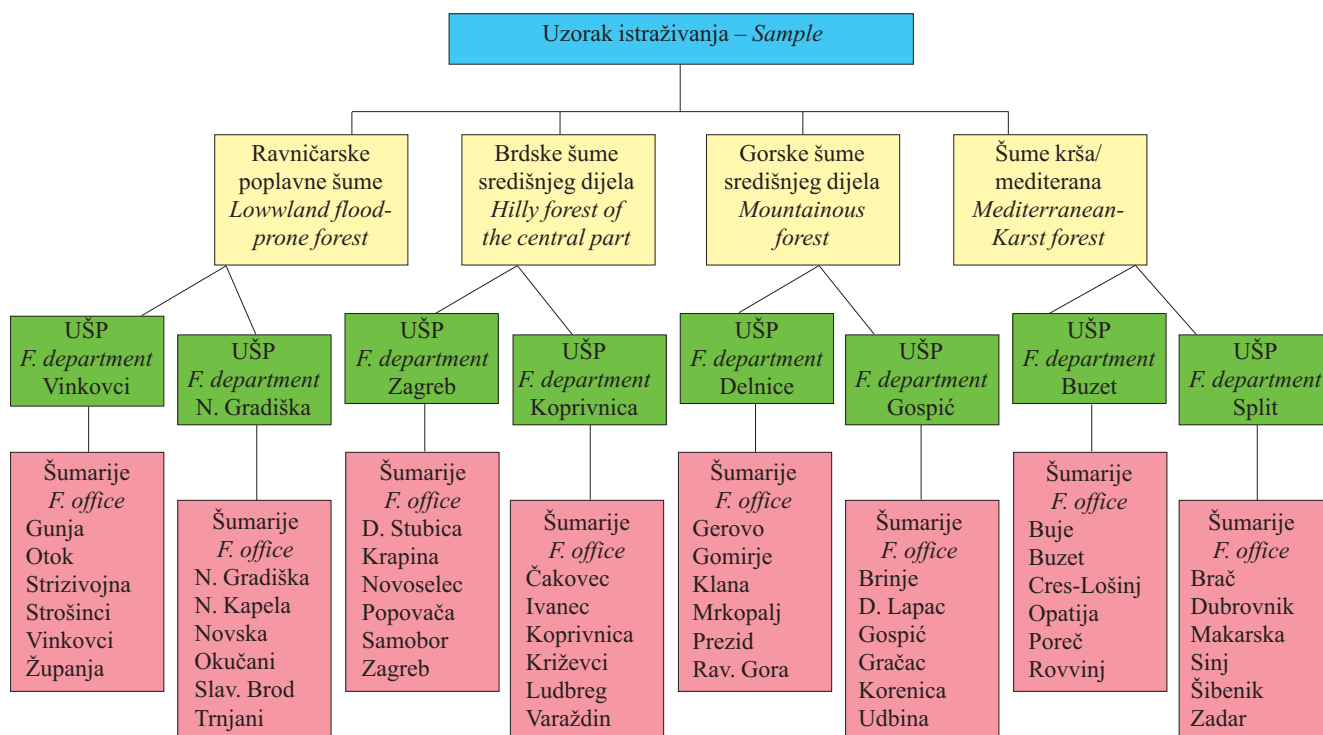 Uzorak istraživanja – Sample
Ravničarske
poplavne šume
Lowwland flood-
prone forest
Brdske šume
središnjeg dijela
Hilly forest of
the central part
Gorske šume
središnjeg dijela
Mountainous
forest
Šume krša/
mediterana
Mediterranean-
Karst forest
UŠP
F. department
Vinkovci
UŠP
F. department
N. Gradiška
UŠP
F. department
Zagreb
UŠP
F. department
Koprivnica
UŠP
F. department
Delnice
UŠP
F. department
Gospić
UŠP
F. department
Buzet
UŠP
F. department
Split
Šumarije
F. office
Gunja
Otok
Strizivojna
Strošinci
Vinkovci
Županja
Šumarije
F. office
N. Gradiška
N. Kapela
Novska
Okučani
Slav. Brod
Trnjani
Šumarije
F. office
D. Stubica
Krapina
Novoselec
Popovača
Samobor
Zagreb
Šumarije
F. office
Čakovec
Ivanec
Koprivnica
Križevci
Ludbreg
Varaždin
Šumarije
F. office
Gerovo
Gomirje
Klana
Mrkopalj
Prezid
Rav. Gora
Šumarije
F. office
Brinje
D. Lapac
Gospić
Gračac
Korenica
Udbina
Šumarije
F. office
Buje
Buzet
Cres-Lošinj
Opatija
Poreč
Rovvinj
Šumarije
F. office
Brač
Dubrovnik
Makarska
Sinj
Šibenik
Zadar